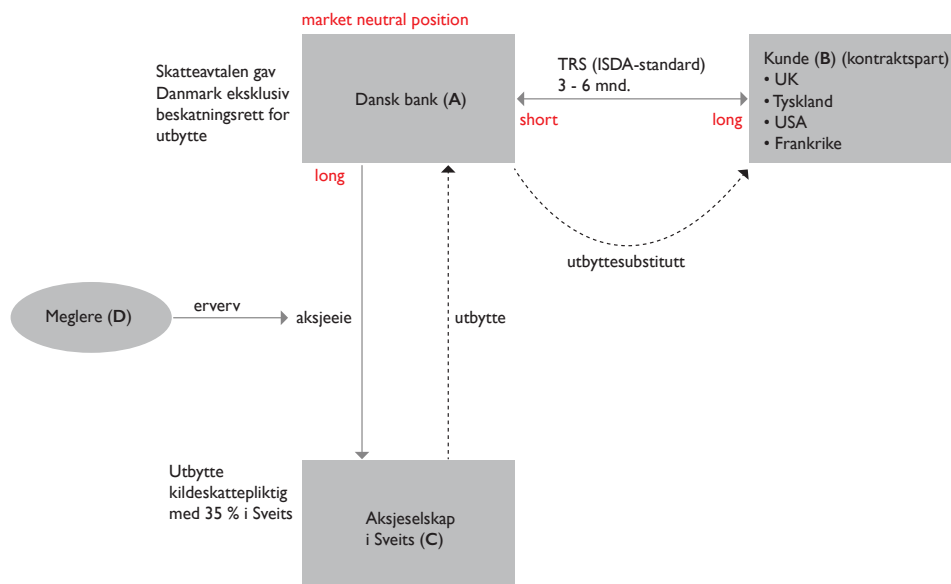 market neutral position
Skatteavtalen gav
Danmark eksklusiv
beskatningsrett for
utbytte
Dansk bank (A)
TRS (ISDA-standard)
3 - 6 mnd.
short
long
Kunde (B) (kontraktspart)
• UK
• Tyskland
• USA
• Frankrike
long
utbyttesubstitutt
Meglere (D)
erverv
aksjeeie
utbytte
Utbytte
kildeskattepliktig
med 35 % i Sveits
Aksjeselskap
i Sveits (C)